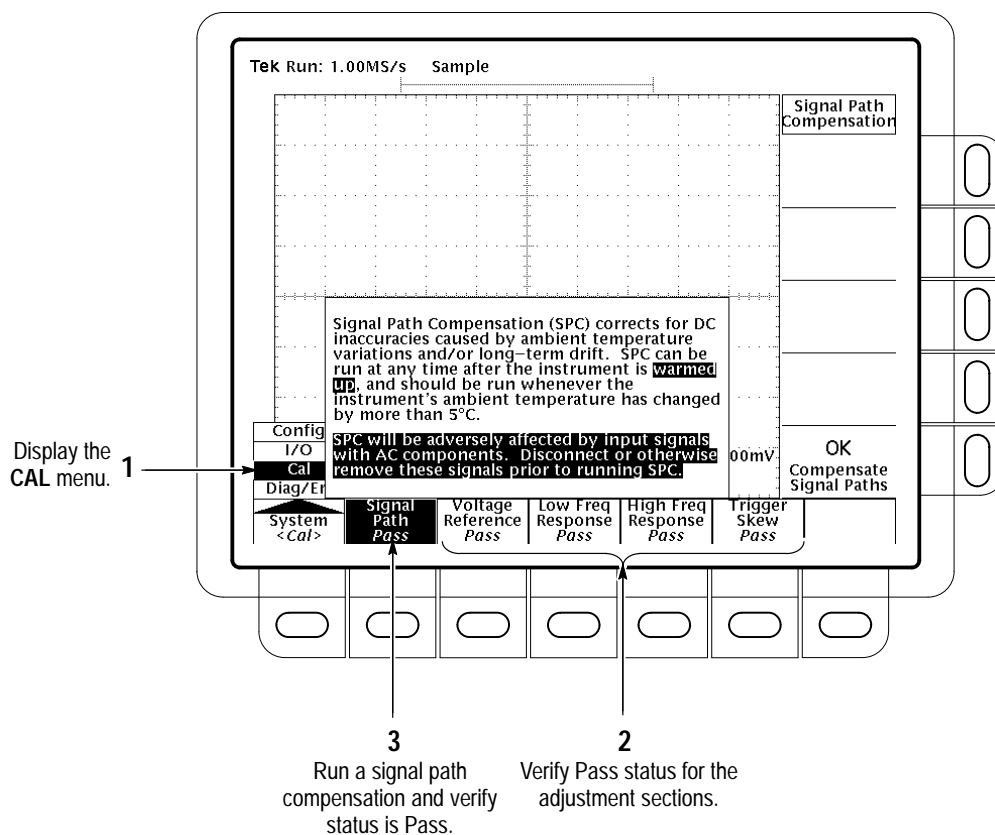 Tek Run: 1.00MS/s Sample
Signal Path
Compensation
Signal Path Compensation (SPC) corrects for DC
inaccuracies caused by ambient temperature
variations and/or long-term drift. SPC can be
run at any time after the instrument is warmed
up, and should be run whenever the
instrument's ambient temperature has changed
by more than 5°C.
SPC will be adversely affected by input signals
with AC components. Disconnect or otherwise
remove these signals prior to running SPC.
00mV
OK
Compensate
Signal Paths
Config
I/O
Cal
Diag/Er
System
<Cal>
Signal
Path
Pass
Voltage
Reference
Pass
Low Freq
Response
Pass
High Freq
Response
Pass
Trigger
Skew
Pass
Display the
CAL menu. 1
3
Run a signal path
compensation and verify
status is Pass.
2
Verify Pass status for the
adjustment sections.